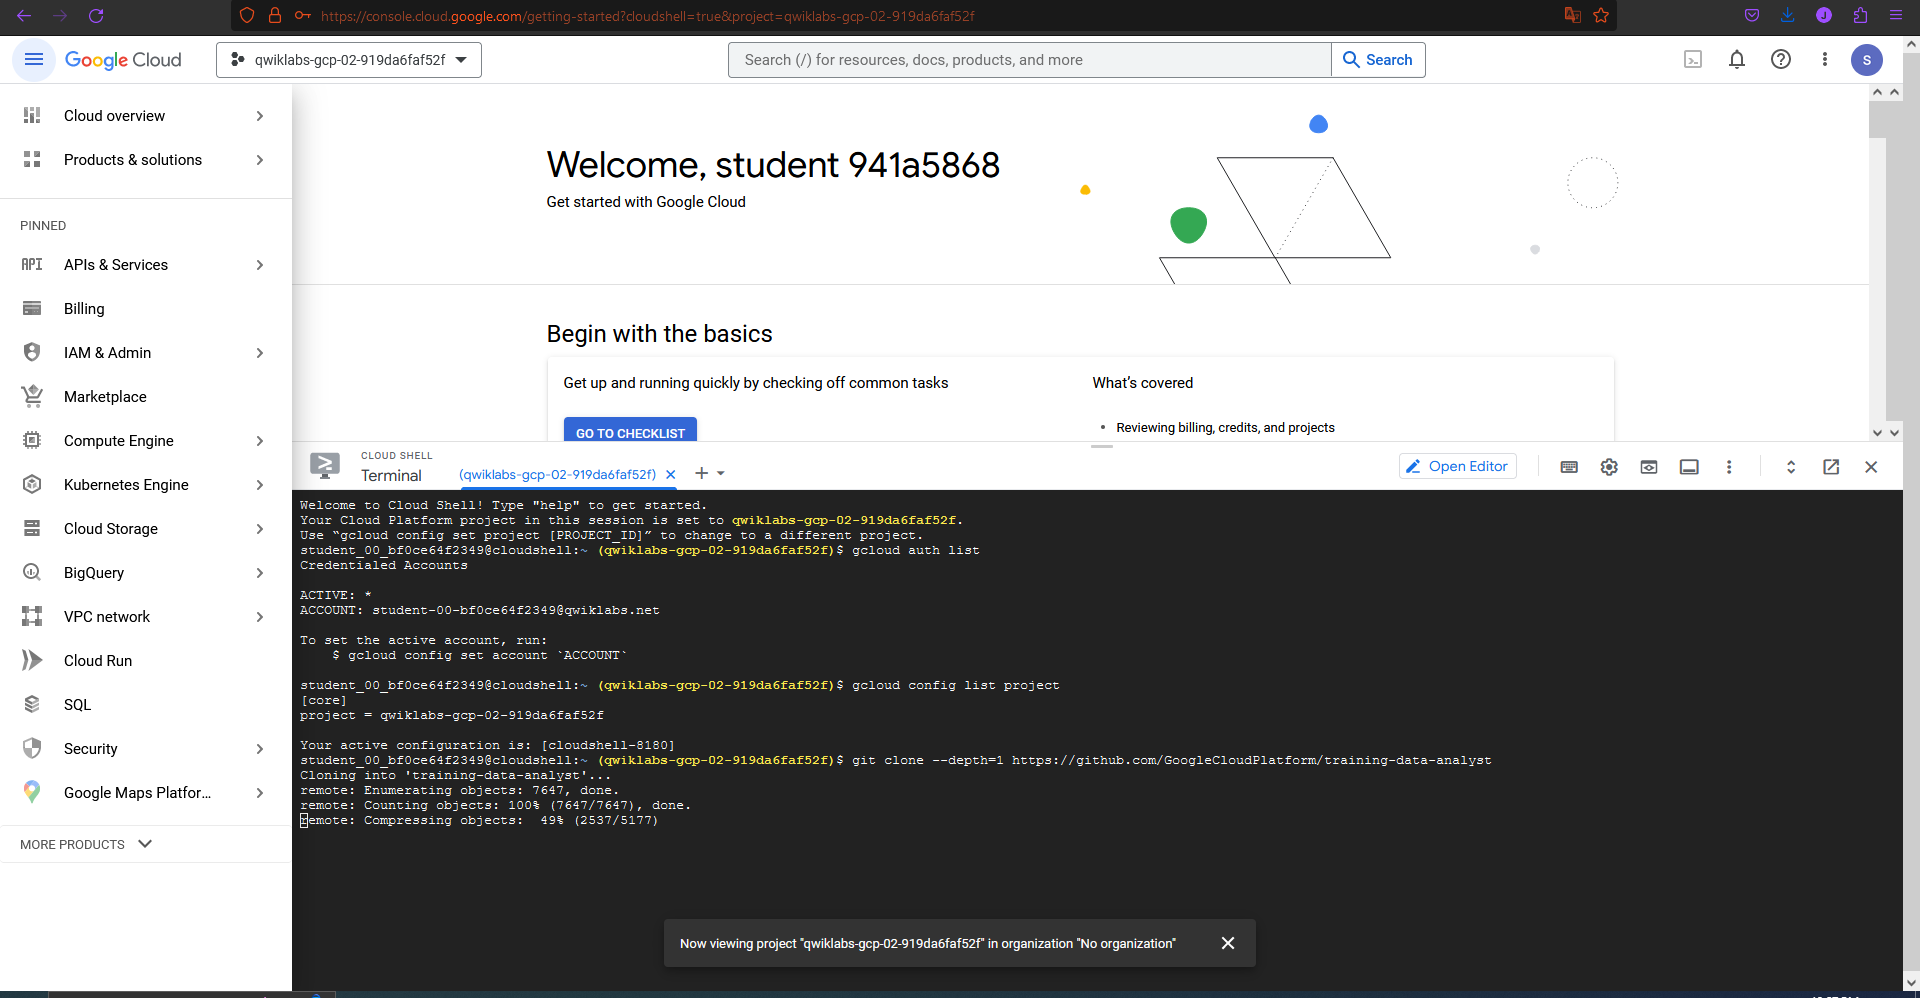 https://console.cloud.google.com/getting-started?cloudshell=true&project=qwiklabs-gcp-02-919da6faf52f
Google Cloud
qwiklabs-gcp-02-919da6faf52f
Search (/) for resources, docs, products, and more
Search
S
Cloud overview
Products & solutions
PINNED
API
APIs & Services
Billing
IAM & Admin
Marketplace
Compute Engine
Kubernetes Engine
Cloud Storage
BigQuery
VPC network
Cloud Run
SQL
Security
Google Maps Platfor...
MORE PRODUCTS
Welcome, student 941a5868
Get started with Google Cloud
Begin with the basics
Get up and running quickly by checking off common tasks
GO TO CHECKLIST
What's covered
• Reviewing billing, credits, and projects
CLOUD SHELL
Terminal
(qwiklabs-gcp-02-919da6faf52f)
Open Editor
Welcome to Cloud Shell! Type "help" to get started.
Your Cloud Platform project in this session is set to qwiklabs-gcp-02-919da6faf52f.
Use “gcloud config set project [PROJECT_ID]” to change to a different project.
student_00_bf0ce64f2349@cloudshell:~ (qwiklabs-gcp-02-919da6faf52f)$ gcloud auth list
Credentialed Accounts
ACTIVE: *
ACCOUNT: student-00-bf0ce64f2349@qwiklabs.net
To set the active account, run:
$ gcloud config set account `ACCOUNT`
student_00_bf0ce64f2349@cloudshell:~ (qwiklabs-gcp-02-919da6faf52f)$ gcloud config list project
[core]
project = qwiklabs-gcp-02-919da6faf52f
Your active configuration is: [cloudshell-8180]
student_00_bf0ce64f2349@cloudshell:~ (qwiklabs-gcp-02-919da6faf52f)$ git clone --depth=1 https://github.com/GoogleCloudPlatform/training-data-analyst
Cloning into 'training-data-analyst'...
remote: Enumerating objects: 7647, done.
remote: Counting objects: 100% (7647/7647), done.
remote: Compressing objects:  49% (2537/5177)
Now viewing project "qwiklabs-gcp-02-919da6faf52f" in organization "No organization"